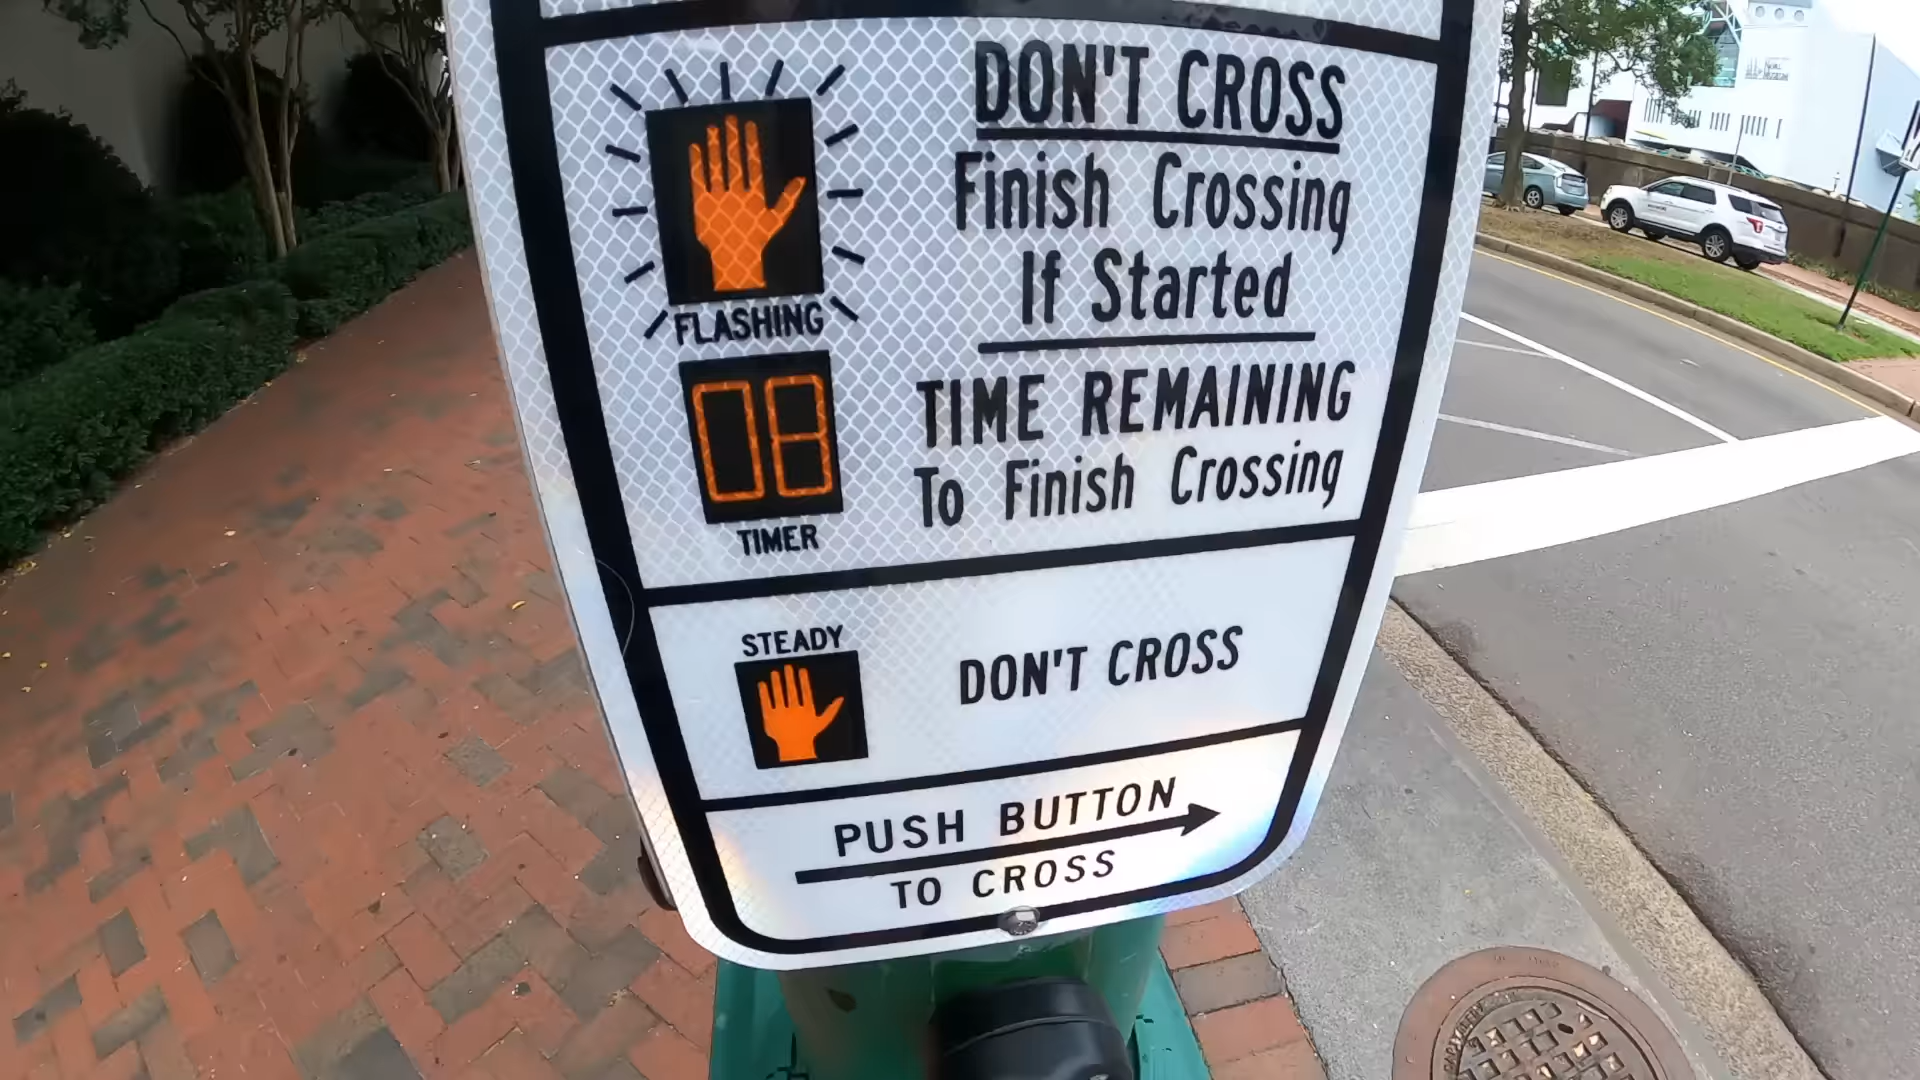 DON'T CROSS
Finish Crossing
If Started
FLASHING
08
TIME REMAINING
To Finish Crossing
TIMER
STEADY
DON'T CROSS
PUSH BUTTON
TO CROSS